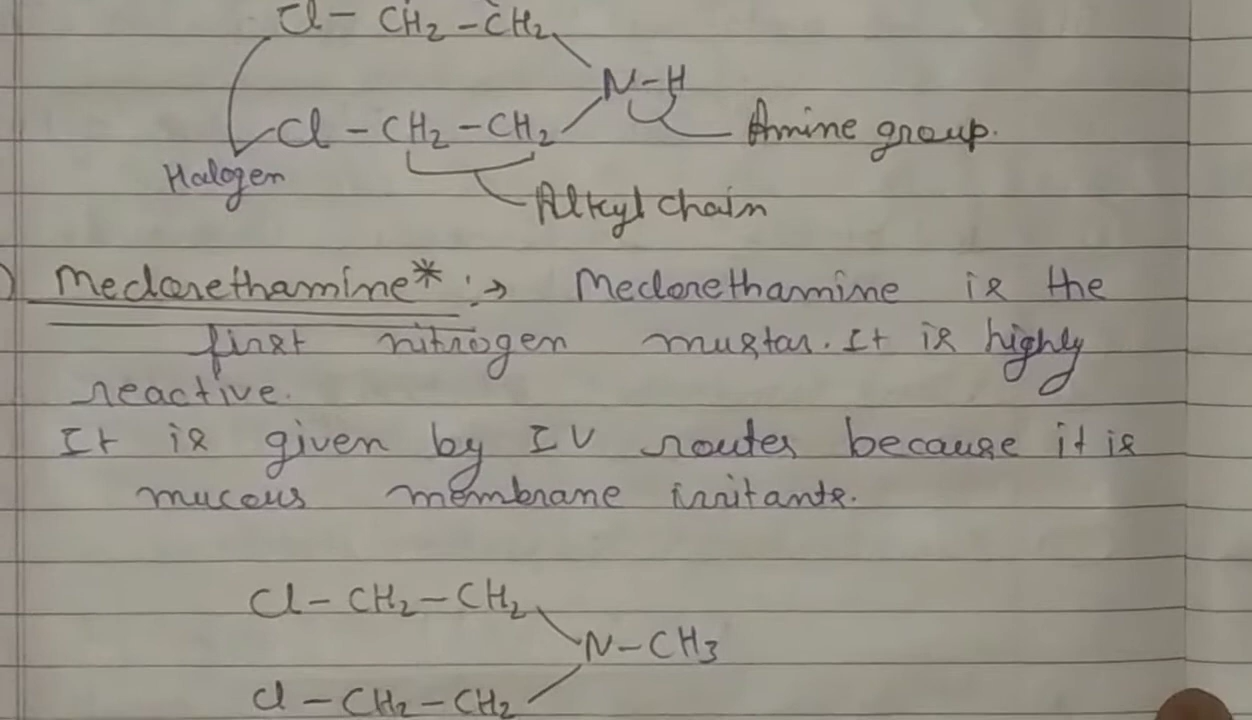 Cl - CH2 - CH2
N-H
Cl - CH2 - CH2
Amine group.
Halogen
Alkyl chain
Meclorethamine* :→ Meclorethamine is the
first nitrogen mustar. It is highly
reactive.
It is given by IV routes because it is
mucous membrane irritants.
Cl - CH2 - CH2
N - CH3
Cl - CH2 - CH2